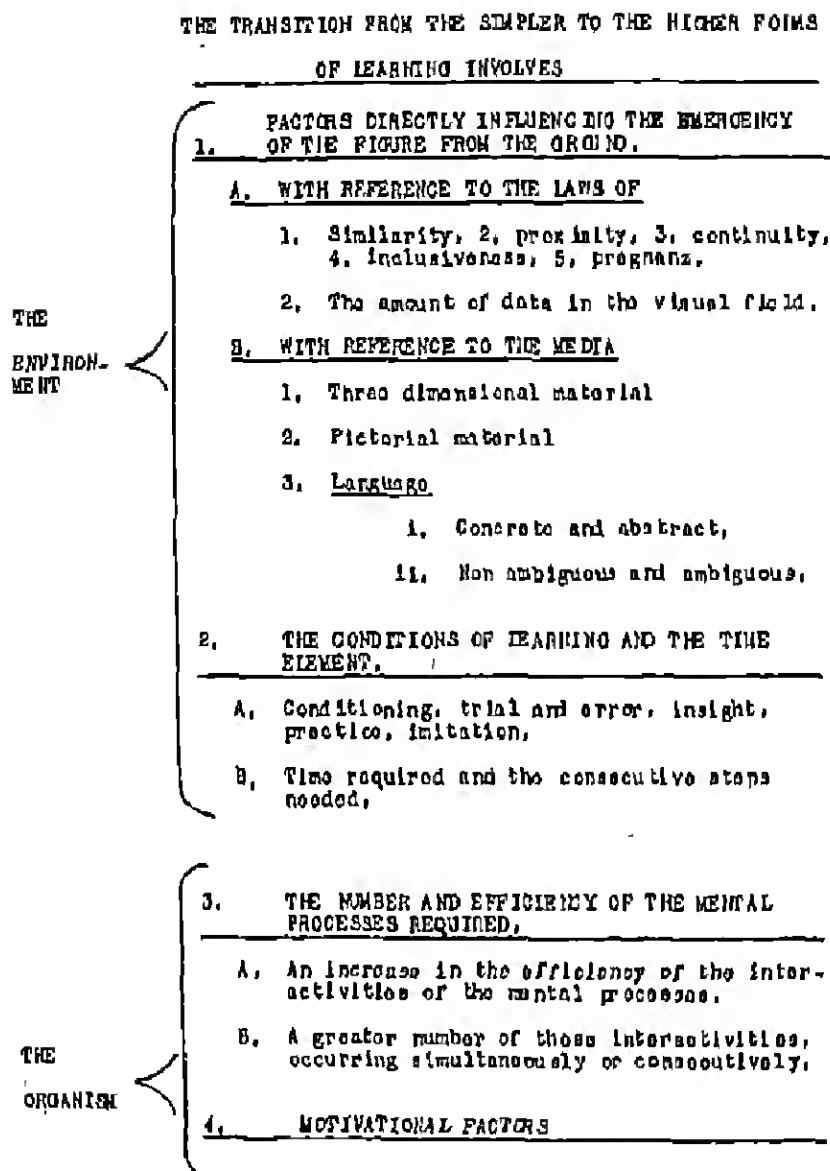 THE TRANSITION FROM THE SIMPLER TO THE HIGHER FORMS
OF LEARNING INVOLVES
FACTORS DIRECTLY INFLUENCING THE EMERGENCY
1. OF THE FIGURE FROM THE GROUND.
A. WITH REFERENCE TO THE LAWS OF
1. Similarity, 2, proximity, 3, continuity,
4, inclusiveness, 5, pregnanz.
2. The amount of data in the visual field.
THE
ENVIRON-
MENT
B. WITH REFERENCE TO THE MEDIA
1. Three dimensional material
2. Pictorial material
3. Language
i. Concrete and abstract.
ii. Non ambiguous and ambiguous.
2. THE CONDITIONS OF LEARNING AND THE TIME
ELEMENT.
A. Conditioning, trial and error, insight,
practice, imitation.
B. Time required and the consecutive steps
needed.
3. THE NUMBER AND EFFICIENCY OF THE MENTAL
PROCESSES REQUIRED.
A. An increase in the efficiency of the inter-
activities of the mental processes.
B. A greater number of these interactivities,
occurring simultaneously or consecutively.
THE
ORGANISM
4. MOTIVATIONAL FACTORS